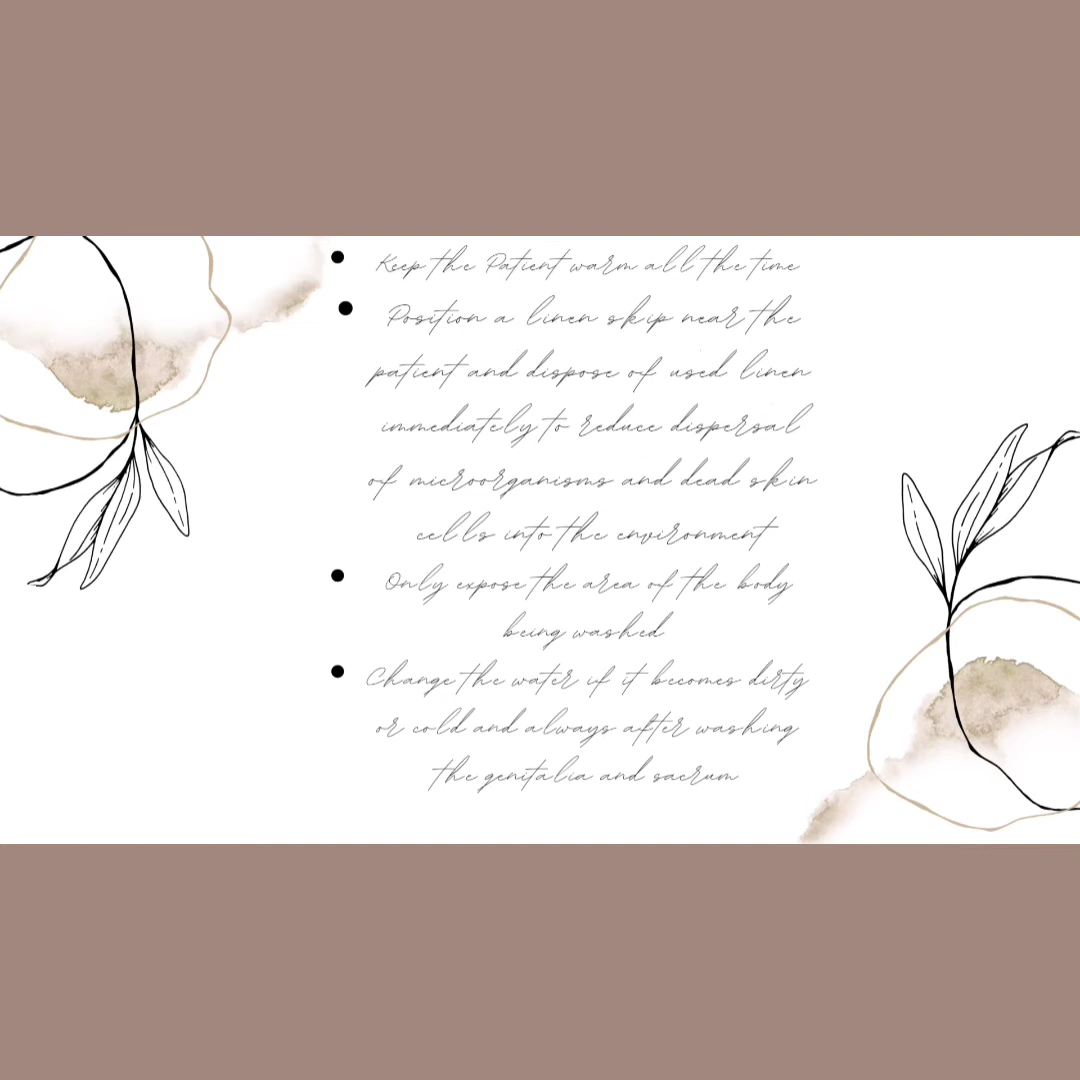 • Keep the Patient warm all the time
• Position a linen skip near the
patient and dispose of used linen
immediately to reduce dispersal
of microorganisms and dead skin
cells into the environment
• Only expose the area of the body
being washed
• Change the water if it becomes dirty
or cold and always after washing
the genitalia and sacrum